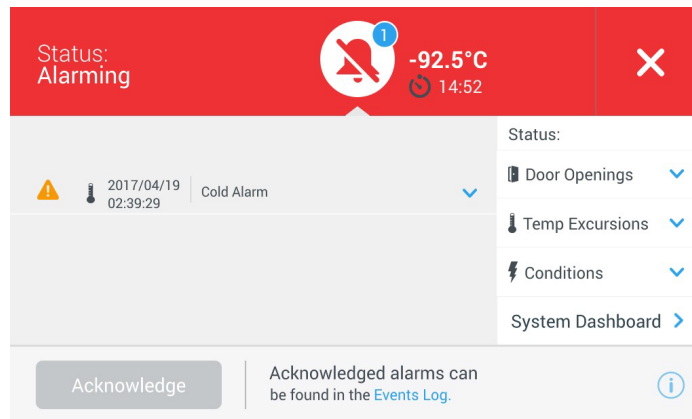 Status:
Alarming
1
-92.5°C
14:52
Status:
2017/04/19
02:39:29
Cold Alarm
Door Openings
Temp Excursions
Conditions
System Dashboard
Acknowledge
Acknowledged alarms can
be found in the Events Log.